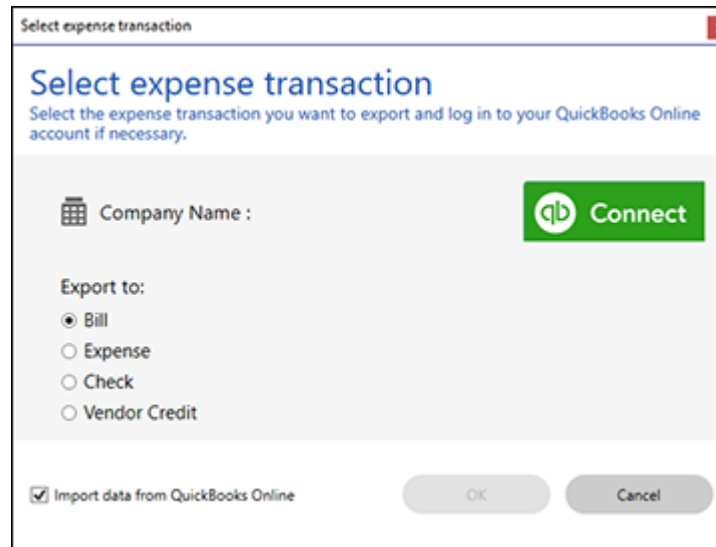 Select expense transaction
Select expense transaction
Select the expense transaction you want to export and log in to your QuickBooks Online
account if necessary.
Company Name :
qb Connect
Export to:
Bill
Expense
Check
Vendor Credit
Import data from QuickBooks Online
OK
Cancel